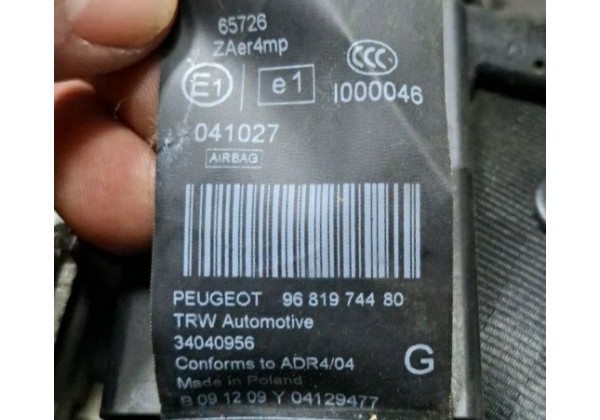 65726
ZAer4mp
E1 e1 CCC
I000046
041027
AIRBAG
PEUGEOT 96 819 744 80
TRW Automotive
34040956
Conforms to ADR4/04 G
Made in Poland
B 09 12 09 Y 04129477